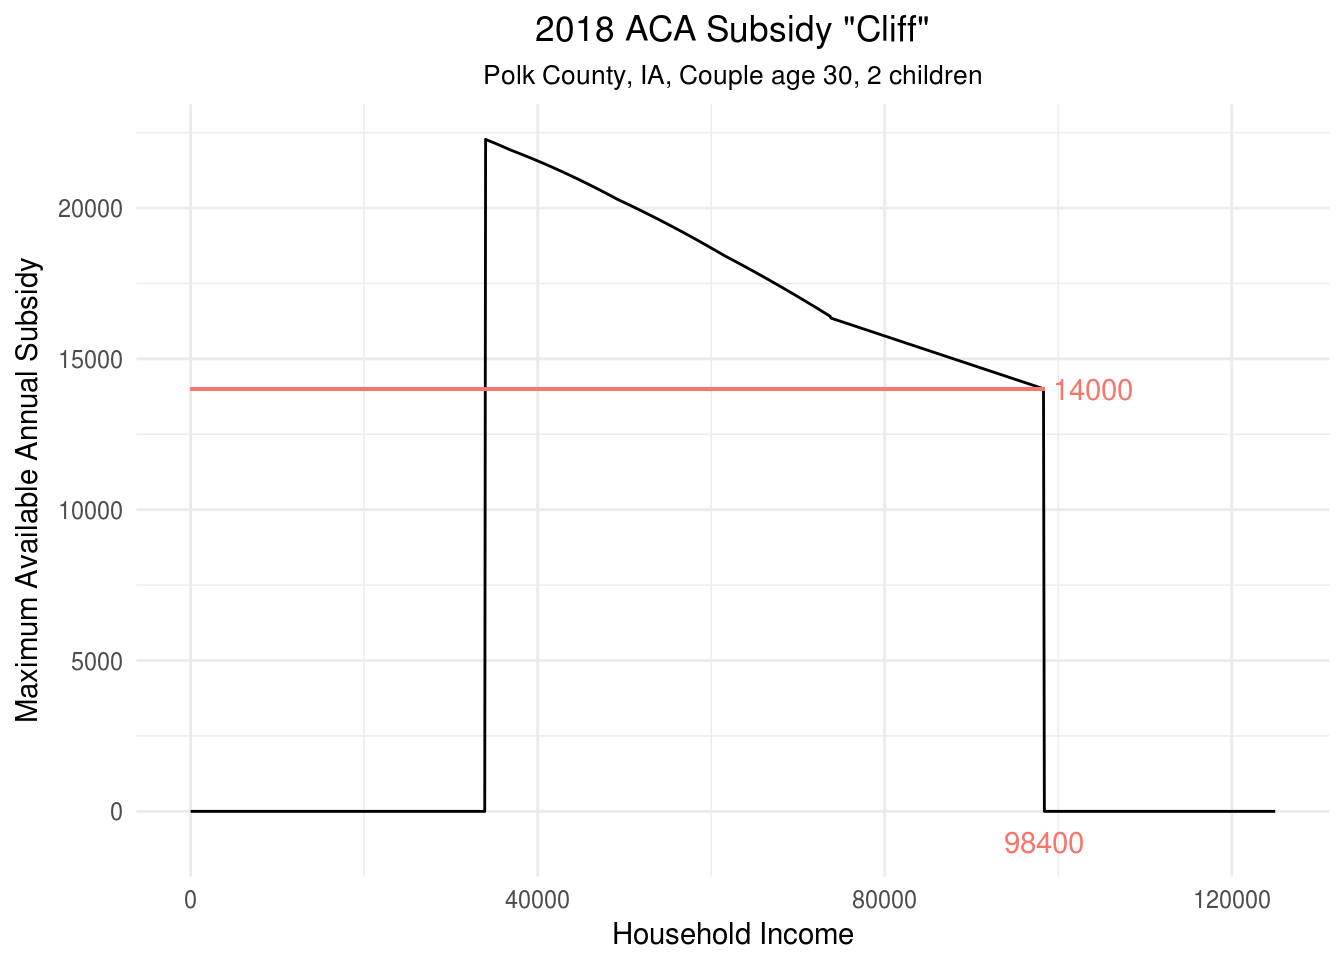 2018 ACA Subsidy "Cliff"
Polk County, IA, Couple age 30, 2 children
Maximum Available Annual Subsidy
20000
15000
14000
10000
5000
0
98400
0
40000
80000
120000
Household Income